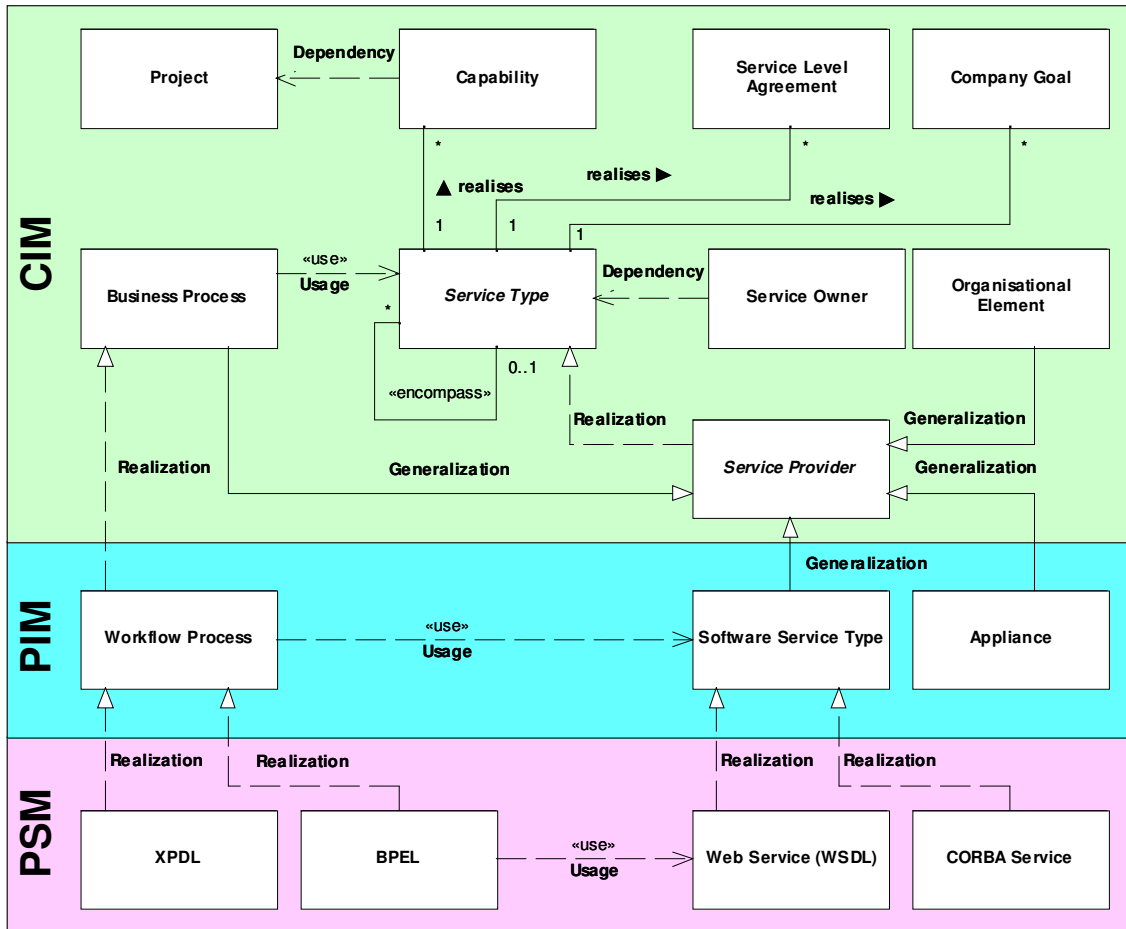 CIM
Project
Dependency
Capability
Service Level
Agreement
Company Goal
*
*
*
▲ realises
realises ►
realises ►
1
1
1
Business Process
«use»
Usage
Service Type
Dependency
Service Owner
Organisational
Element
*
0..1
«encompass»
Realization
Generalization
Realization
Generalization
Service Provider
Generalization
PIM
Generalization
Workflow Process
«use»
Usage
Software Service Type
Appliance
PSM
Realization
Realization
Realization
Realization
XPDL
BPEL
«use»
Usage
Web Service (WSDL)
CORBA Service